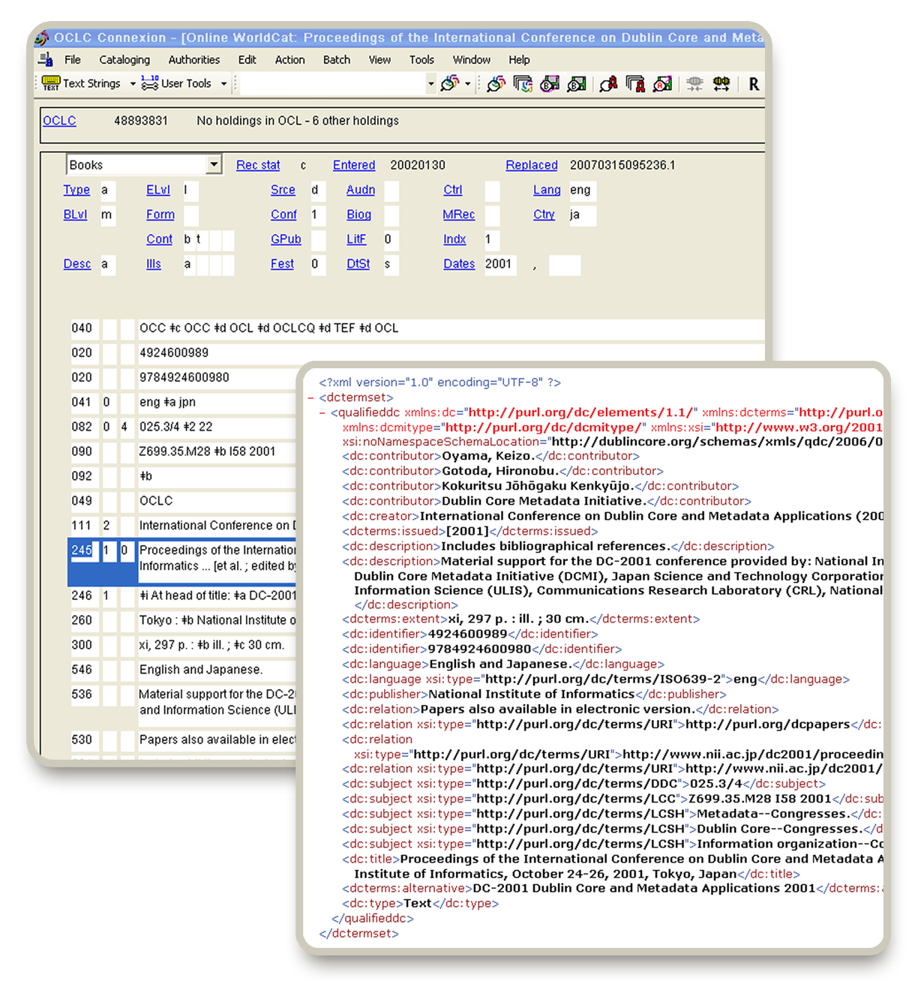 OCLC Connexion - [Online WorldCat: Proceedings of the International Conference on Dublin Core and Meta
File Cataloging Authorities Edit Action Batch View Tools Window Help
TEXT Text Strings 1...10 User Tools R
OCLC 48893831 No holdings in OCL - 6 other holdings
Books Rec stat c Entered 20020130 Replaced 20070315095236.1
Type a ELvl I Srce d Audn Ctrl Lang eng
BLvl m Form Conf 1 Biog MRec Ctry ja
Cont b t GPub LitF 0 Indx 1
Desc a Ills a Fest 0 DtSt s Dates 2001 ,
040 OCC ‡c OCC ‡d OCL ‡d OCLCQ ‡d TEF ‡d OCL
020 4924600989
020 9784924600980
041 0 eng ‡a jpn
082 0 4 025.3/4 ‡2 22
090 Z699.35.M28 ‡b I58 2001
092 ‡b
049 OCLC
111 2 International Conference on
245 1 0 Proceedings of the
Informatics ... [et al. ; edited by
246 1 ‡i At head of title: ‡a DC-2001
260 Tokyo : ‡b National Institute
300 xi, 297 p. : ‡b ill. ; ‡c 30 cm.
546 English and Japanese.
536 Material support for the
and Information Science
530 Papers also available in
<?xml version="1.0" encoding="UTF-8" ?>
- <dctermset>
- <qualifieddc xmlns:dc="http://purl.org/dc/elements/1.1/" xmlns:dcterms="http://purl.o
xmlns:dcmitype="http://purl.org/dc/dcmitype/" xmlns:xsi="http://www.w3.org/2001
xsi:noNamespaceSchemaLocation="http://dublincore.org/schemas/xmls/qdc/2006/0
<dc:contributor>Oyama, Keizo.</dc:contributor>
<dc:contributor>Gotoda, Hironobu.</dc:contributor>
<dc:contributor>Kokuritsu Jōhōgaku Kenkyūjo.</dc:contributor>
<dc:contributor>Dublin Core Metadata Initiative.</dc:contributor>
<dc:creator>International Conference on Dublin Core and Metadata Applications (200
<dcterms:issued>[2001]</dcterms:issued>
<dc:description>Includes bibliographical references.</dc:description>
<dc:description>Material support for the DC-2001 conference provided by: National In
Dublin Core Metadata Initiative (DCMI), Japan Science and Technology Corporation
Information Science (ULIS), Communications Research Laboratory (CRL), National
</dc:description>
<dcterms:extent>xi, 297 p. : ill. ; 30 cm.</dcterms:extent>
<dc:identifier>4924600989</dc:identifier>
<dc:identifier>9784924600980</dc:identifier>
<dc:language>English and Japanese.</dc:language>
<dc:language xsi:type="http://purl.org/dc/terms/ISO639-2">eng</dc:language>
<dc:publisher>National Institute of Informatics</dc:publisher>
<dc:relation>Papers also available in electronic version.</dc:relation>
<dc:relation xsi:type="http://purl.org/dc/terms/URI">http://purl.org/dcpapers</dc:
<dc:relation
xsi:type="http://purl.org/dc/terms/URI">http://www.nii.ac.jp/dc2001/proceedin
<dc:relation xsi:type="http://purl.org/dc/terms/URI">http://www.nii.ac.jp/dc2001/
<dc:subject xsi:type="http://purl.org/dc/terms/DDC">025.3/4</dc:subject>
<dc:subject xsi:type="http://purl.org/dc/terms/LCC">Z699.35.M28 I58 2001</dc:sub
<dc:subject xsi:type="http://purl.org/dc/terms/LCSH">Metadata--Congresses.</dc:
<dc:subject xsi:type="http://purl.org/dc/terms/LCSH">Dublin Core--Congresses.</d
<dc:subject xsi:type="http://purl.org/dc/terms/LCSH">Information organization--Co
<dc:title>Proceedings of the International Conference on Dublin Core and Metadata A
Institute of Informatics, October 24-26, 2001, Tokyo, Japan</dc:title>
<dcterms:alternative>DC-2001 Dublin Core and Metadata Applications 2001</dcterms:a
<dc:type>Text</dc:type>
</qualifieddc>
</dctermset>